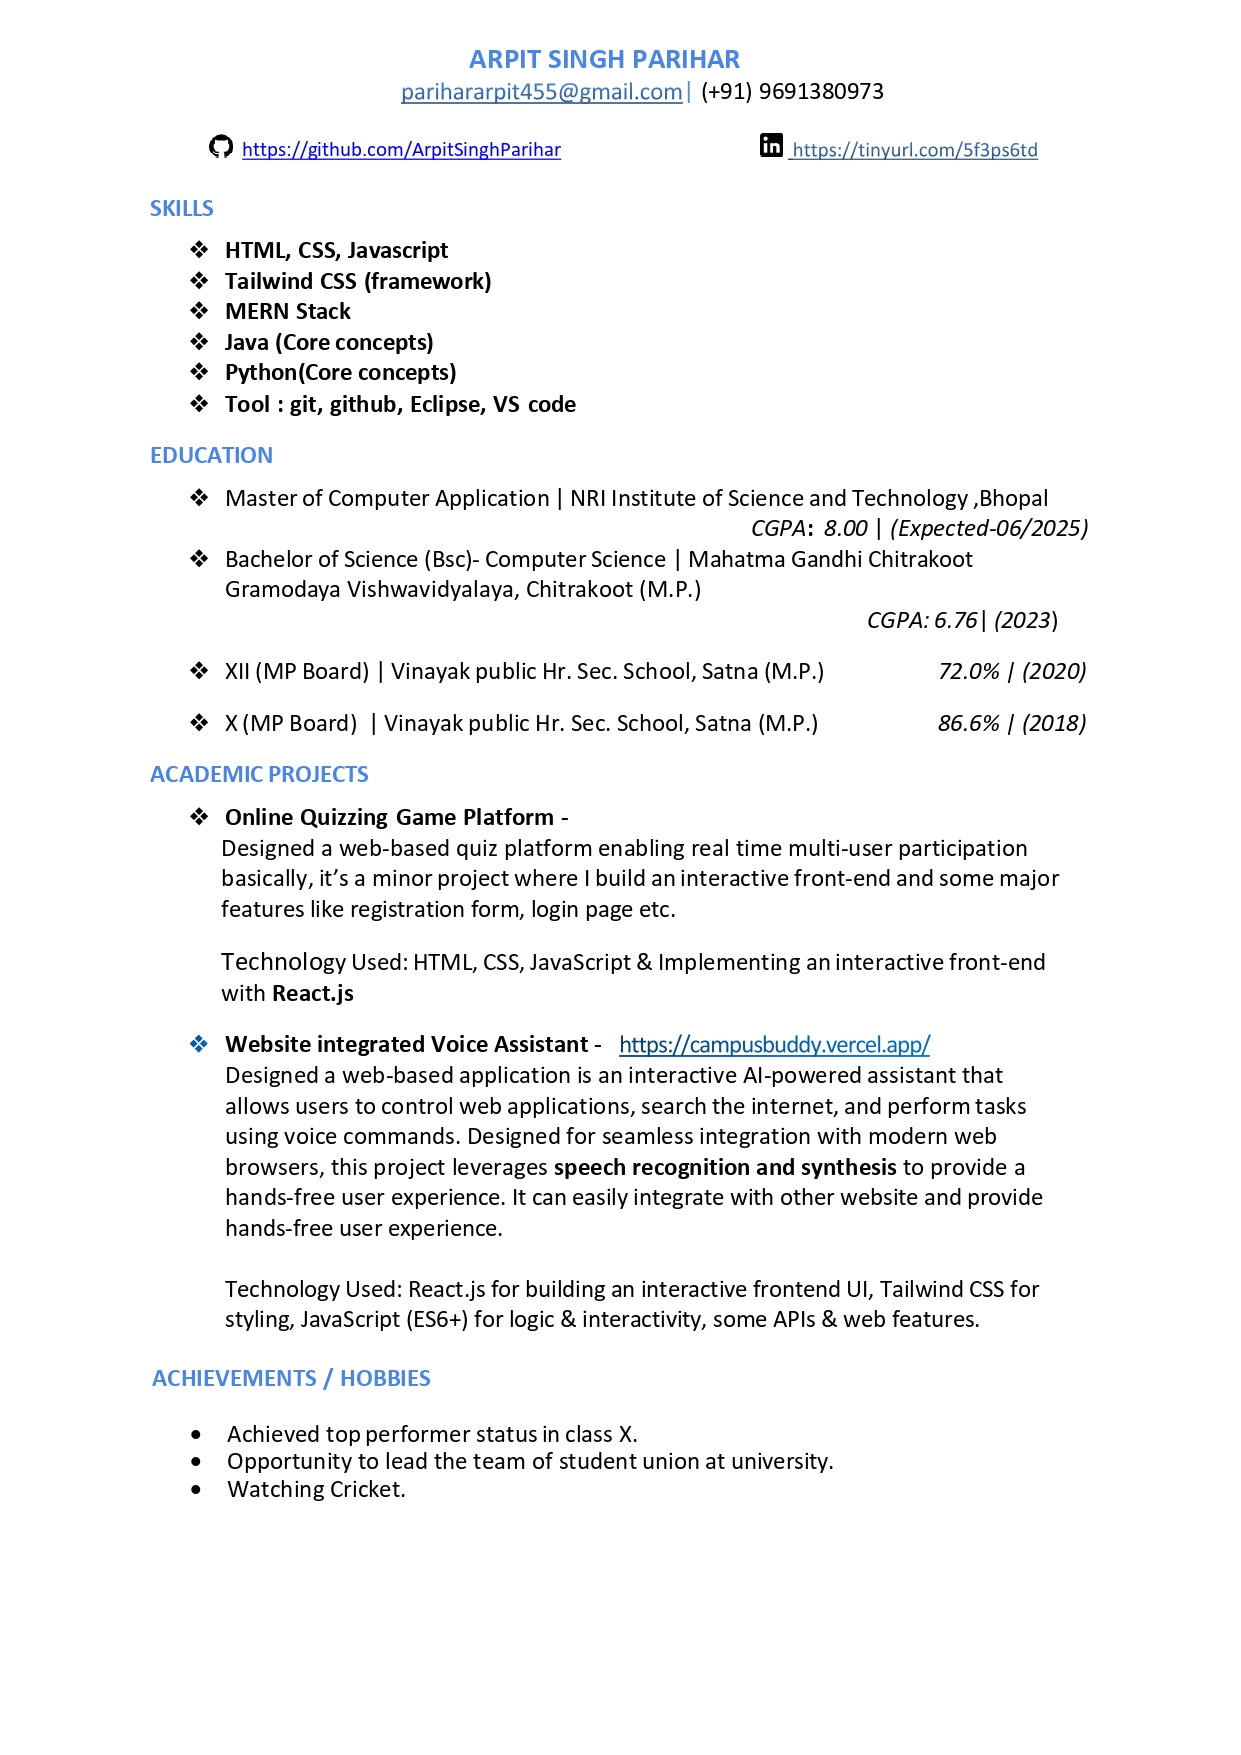 ARPIT SINGH PARIHAR
parihararpit455@gmail.com| (+91) 9691380973
https://github.com/ArpitSinghParihar
in https://tinyurl.com/5f3ps6td
SKILLS
❖ HTML, CSS, Javascript
❖ Tailwind CSS (framework)
❖ MERN Stack
❖ Java (Core concepts)
❖ Python(Core concepts)
❖ Tool : git, github, Eclipse, VS code
EDUCATION
❖ Master of Computer Application | NRI Institute of Science and Technology ,Bhopal
CGPA: 8.00 | (Expected-06/2025)
❖ Bachelor of Science (Bsc)- Computer Science | Mahatma Gandhi Chitrakoot
Gramodaya Vishwavidyalaya, Chitrakoot (M.P.)
CGPA: 6.76| (2023)
❖ XII (MP Board) | Vinayak public Hr. Sec. School, Satna (M.P.) 72.0% | (2020)
❖ X (MP Board) | Vinayak public Hr. Sec. School, Satna (M.P.) 86.6% | (2018)
ACADEMIC PROJECTS
❖ Online Quizzing Game Platform -
Designed a web-based quiz platform enabling real time multi-user participation
basically, it’s a minor project where I build an interactive front-end and some major
features like registration form, login page etc.
Technology Used: HTML, CSS, JavaScript & Implementing an interactive front-end
with React.js
❖ Website integrated Voice Assistant - https://campusbuddy.vercel.app/
Designed a web-based application is an interactive AI-powered assistant that
allows users to control web applications, search the internet, and perform tasks
using voice commands. Designed for seamless integration with modern web
browsers, this project leverages speech recognition and synthesis to provide a
hands-free user experience. It can easily integrate with other website and provide
hands-free user experience.
Technology Used: React.js for building an interactive frontend UI, Tailwind CSS for
styling, JavaScript (ES6+) for logic & interactivity, some APIs & web features.
ACHIEVEMENTS / HOBBIES
• Achieved top performer status in class X.
• Opportunity to lead the team of student union at university.
• Watching Cricket.